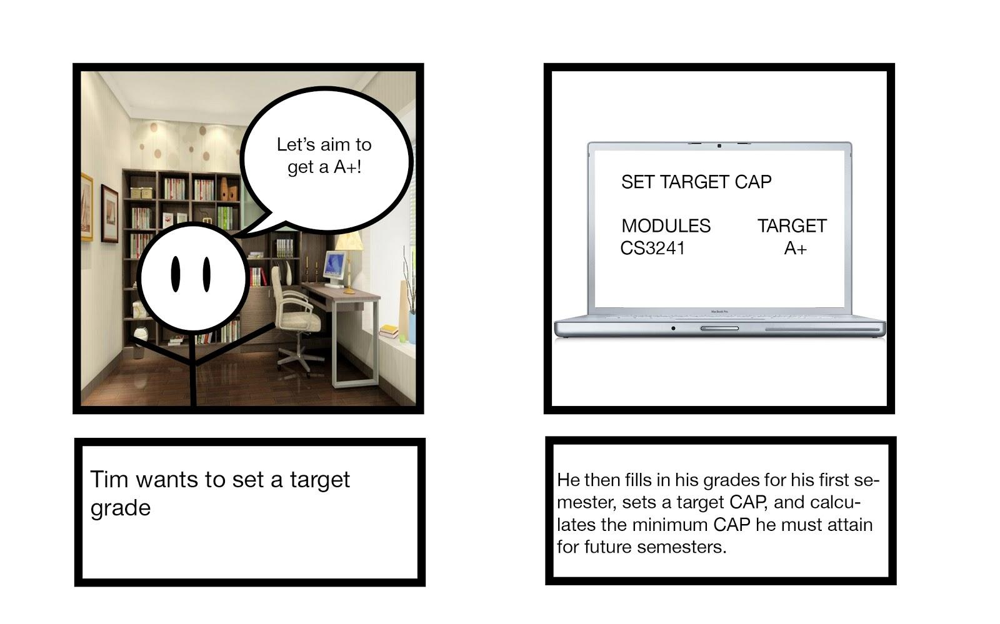 Let’s aim to
get a A+!
SET TARGET CAP
MODULES TARGET
CS3241 A+
MacBook Pro
Tim wants to set a target
grade
He then fills in his grades for his first se-
mester, sets a target CAP, and calcu-
lates the minimum CAP he must attain
for future semesters.